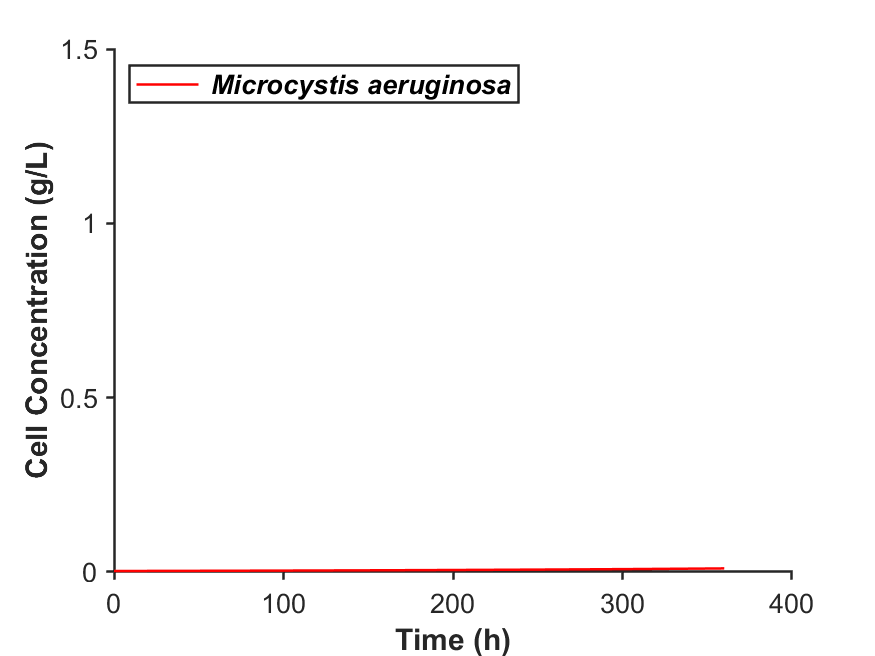 1.5
Microcystis aeruginosa
1
0.5
0
0 100 200 300 400
Time (h)
Cell Concentration (g/L)